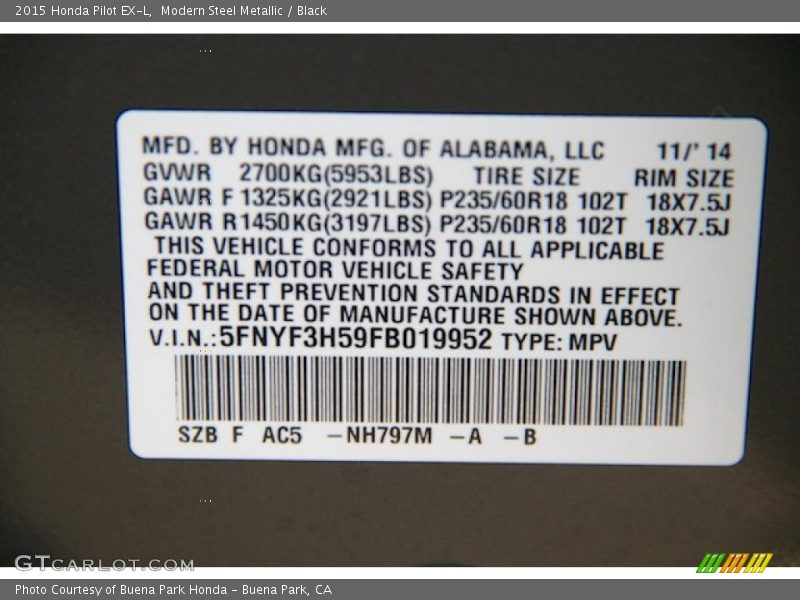 2015 Honda Pilot EX-L, Modern Steel Metallic / Black
MFD. BY HONDA MFG. OF ALABAMA, LLC 11/' 14
GVWR 2700KG(5953LBS) TIRE SIZE RIM SIZE
GAWR F 1325KG(2921LBS) P235/60R18 102T 18X7.5J
GAWR R1450KG(3197LBS) P235/60R18 102T 18X7.5J
THIS VEHICLE CONFORMS TO ALL APPLICABLE
FEDERAL MOTOR VEHICLE SAFETY
AND THEFT PREVENTION STANDARDS IN EFFECT
ON THE DATE OF MANUFACTURE SHOWN ABOVE.
V.I.N.:5FNYF3H59FB019952 TYPE: MPV
SZB F AC5 -NH797M -A -B
GTCARLOT.COM
Photo Courtesy of Buena Park Honda - Buena Park, CA